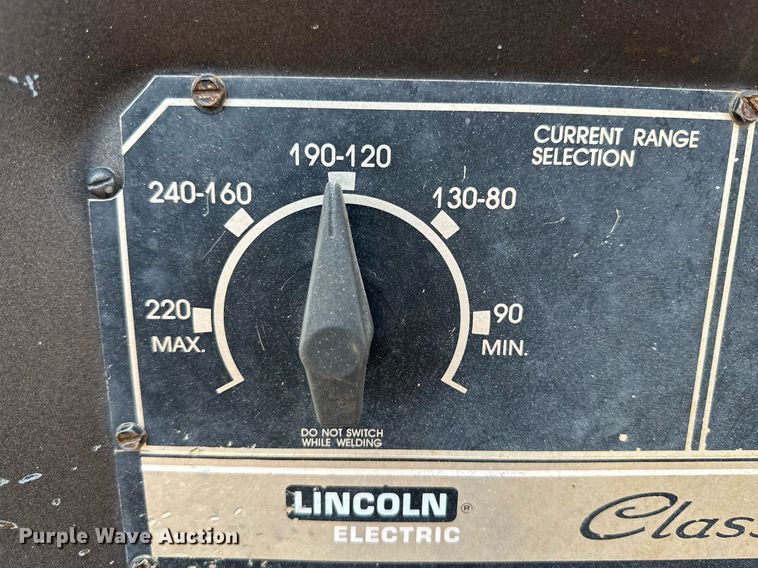 CURRENT RANGE
SELECTION
190-120
240-160
130-80
220
MAX.
90
MIN.
DO NOT SWITCH
WHILE WELDING
LINCOLN ®
ELECTRIC
Class
Purple Wave Auction